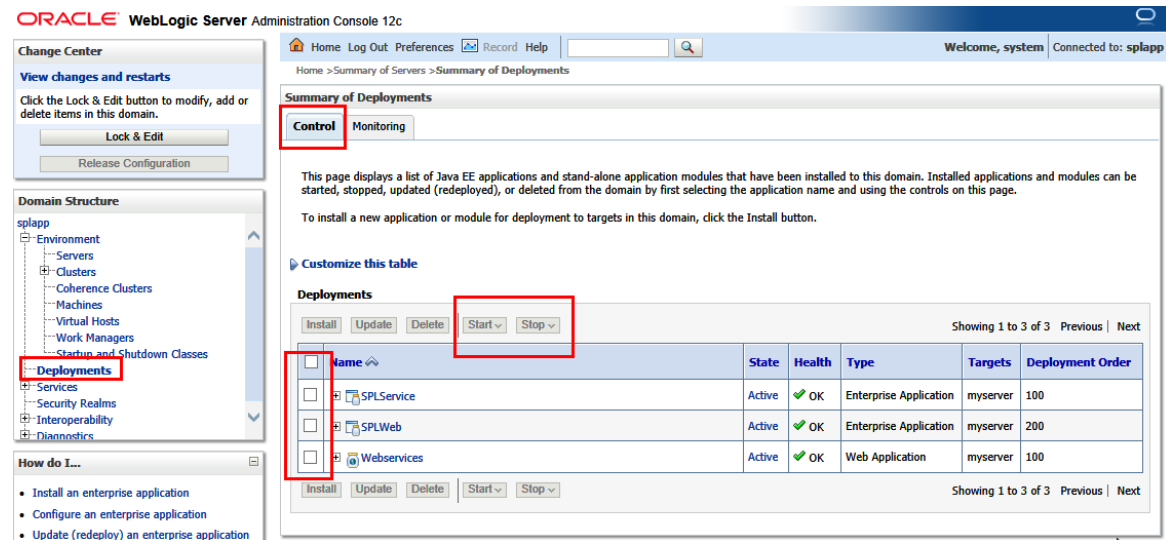 ORACLE WebLogic Server Administration Console 12c
Change Center
View changes and restarts
Click the Lock & Edit button to modify, add or
delete items in this domain.
Lock & Edit
Release Configuration
Domain Structure
splapp
Environment
Servers
Clusters
Coherence Clusters
Machines
Virtual Hosts
Work Managers
Startup and Shutdown Classes
Deployments
Services
Security Realms
Interoperability
Diagnostics
How do I...
Install an enterprise application
Configure an enterprise application
Update (redeploy) an enterprise application
Home Log Out Preferences Record Help
Welcome, system Connected to: splapp
Home >Summary of Servers >Summary of Deployments
Summary of Deployments
Control Monitoring
This page displays a list of Java EE applications and stand-alone application modules that have been installed to this domain. Installed applications and modules can be
started, stopped, updated (redeployed), or deleted from the domain by first selecting the application name and using the controls on this page.
To install a new application or module for deployment to targets in this domain, click the Install button.
Customize this table
Deployments
Install Update Delete Start Stop Showing 1 to 3 of 3 Previous | Next
Name State Health Type Targets Deployment Order
SPLService Active OK Enterprise Application myserver 100
SPLWeb Active OK Enterprise Application myserver 200
Webservices Active OK Web Application myserver 100
Install Update Delete Start Stop Showing 1 to 3 of 3 Previous | Next